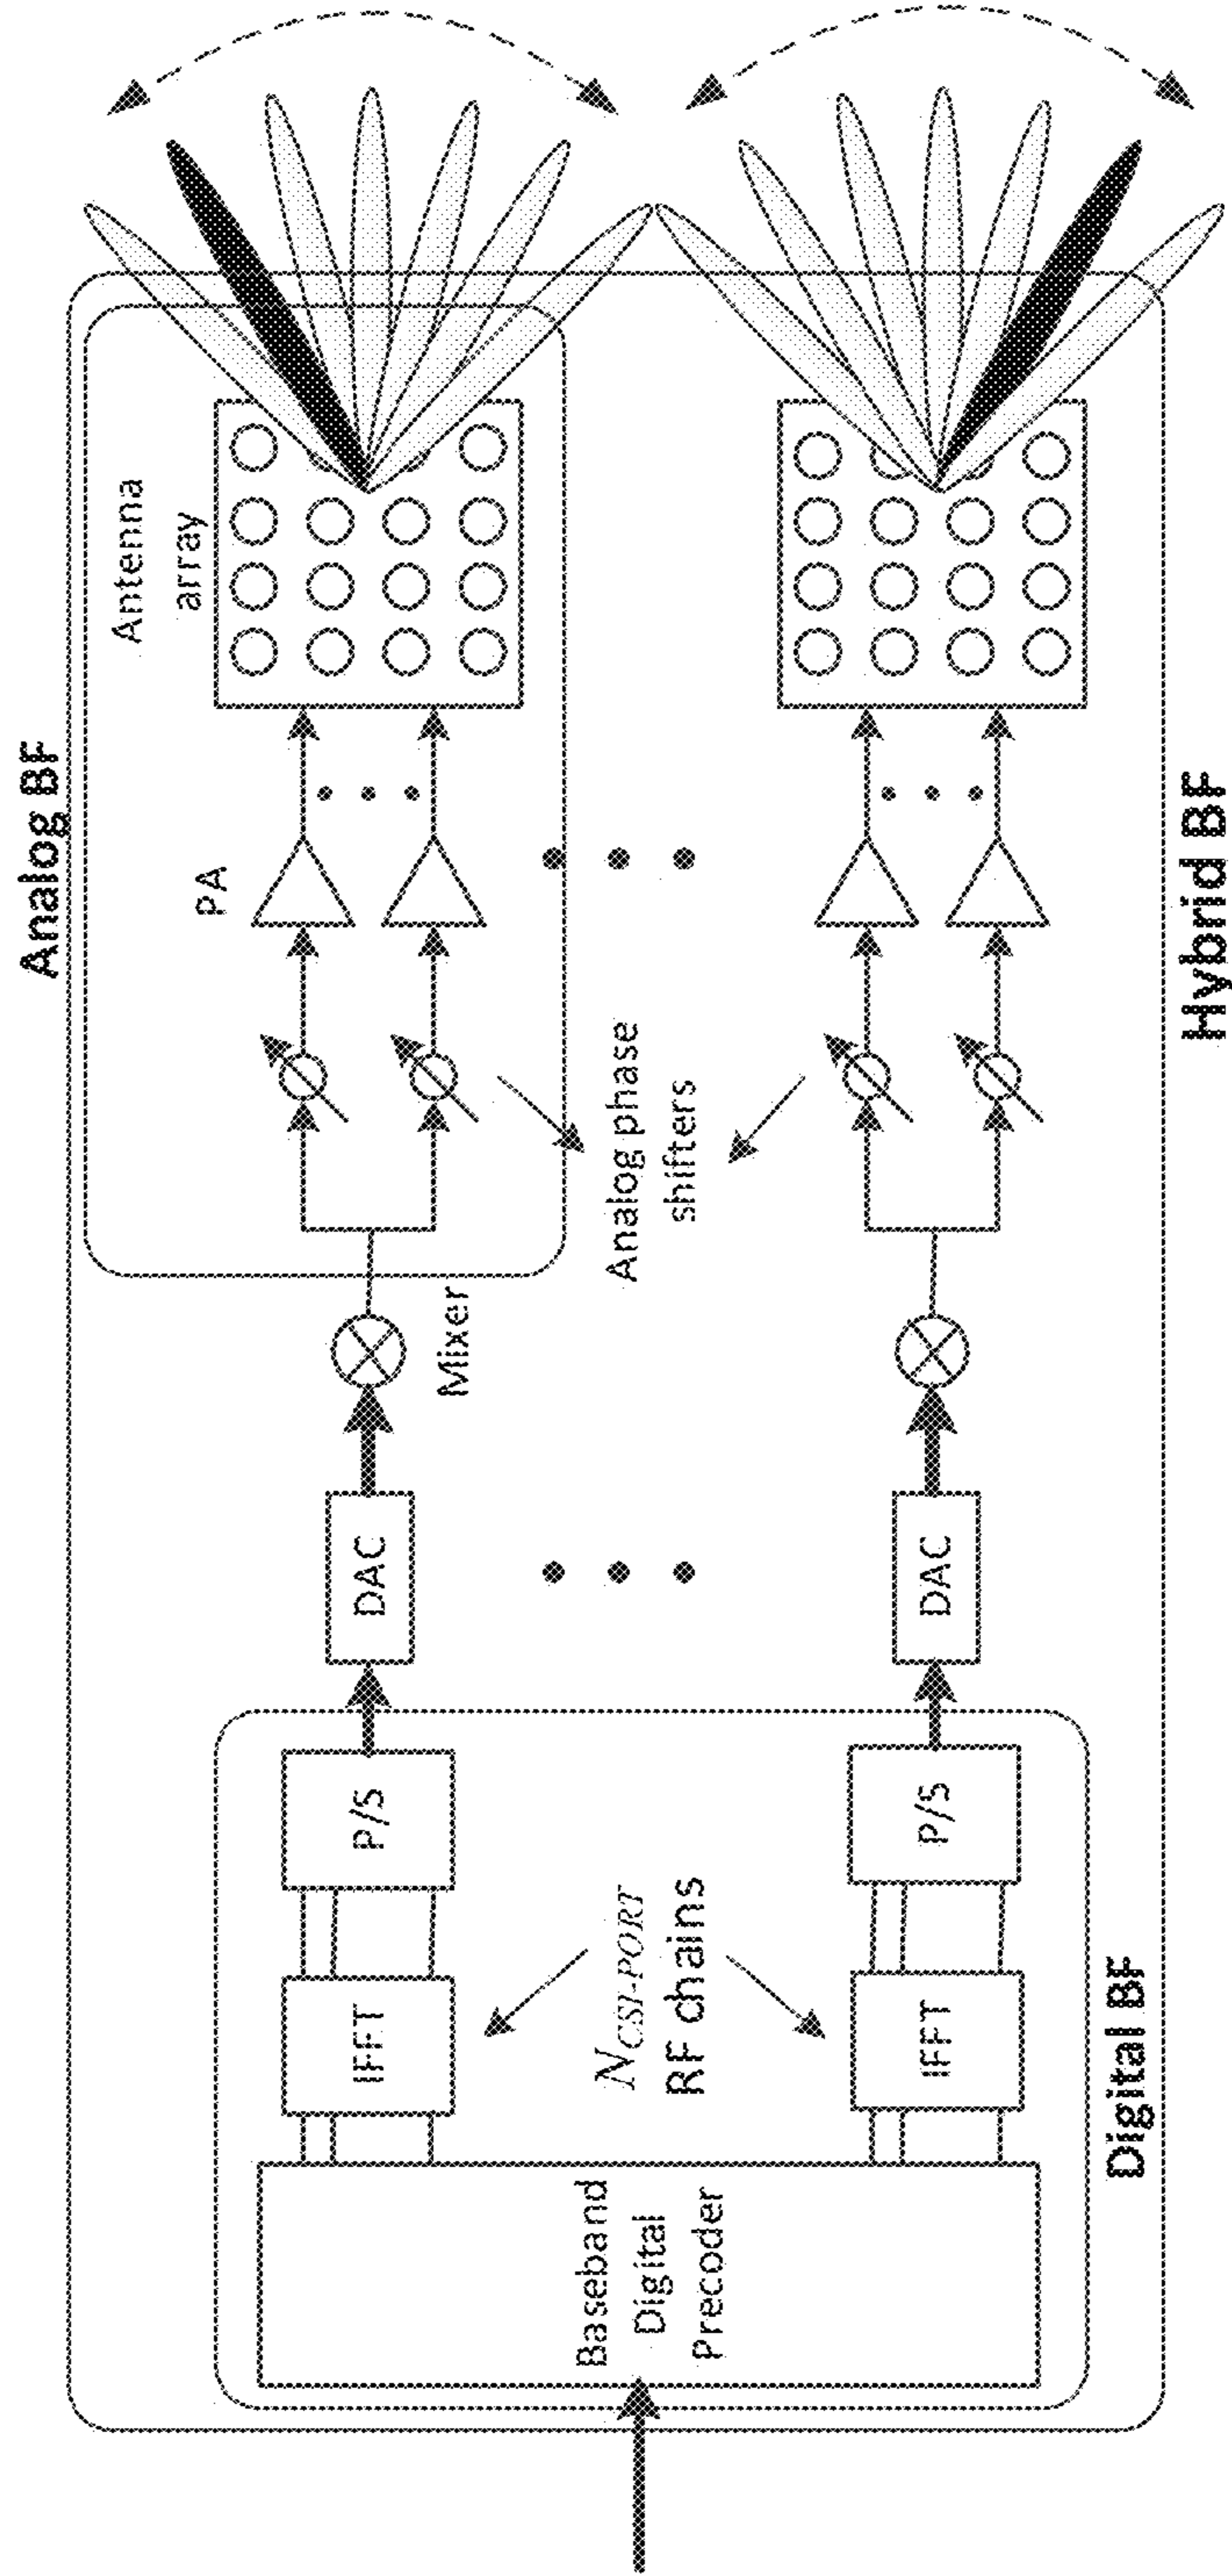 Analog BF
Antenna
array
PA
Analog phase
shifters
Mixer
DAC
DAC
P/S
P/S
IFFT
IFFT
N_CSI-PORT
RF chains
Baseband
Digital
Precoder
Digital BF
Hybrid BF